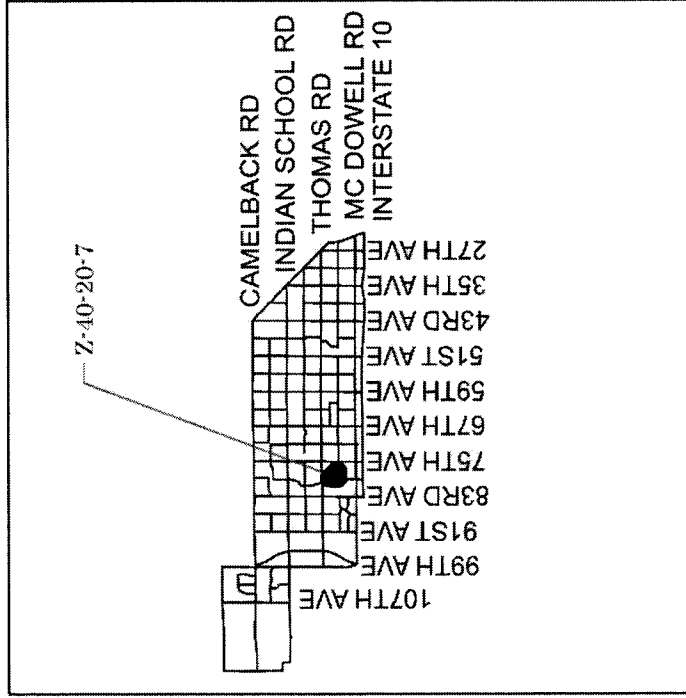 Z-40-20-7
CAMELBACK RD
INDIAN SCHOOL RD
THOMAS RD
MC DOWELL RD
INTERSTATE 10
107TH AVE
99TH AVE
91ST AVE
83RD AVE
75TH AVE
67TH AVE
59TH AVE
51ST AVE
43RD AVE
35TH AVE
27TH AVE